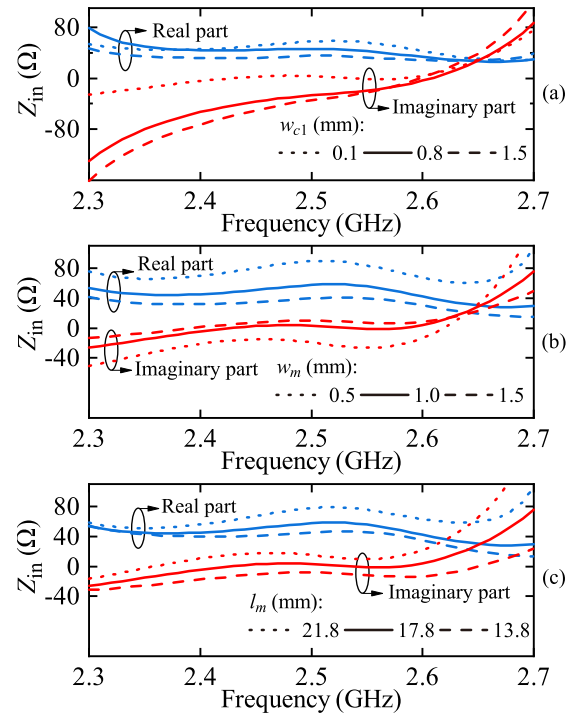 80
Real part
0
Z_in (Ω)
Imaginary part
(a)
-80
w_c1 (mm):
0.1 0.8 1.5
2.3 2.4 2.5 2.6 2.7
Frequency (GHz)
80
Real part
40
Z_in (Ω)
0
(b)
-40
Imaginary part
w_m (mm):
0.5 1.0 1.5
2.3 2.4 2.5 2.6 2.7
Frequency (GHz)
80
Real part
40
Z_in (Ω)
0
(c)
-40
Imaginary part
l_m (mm):
21.8 17.8 13.8
2.3 2.4 2.5 2.6 2.7
Frequency (GHz)